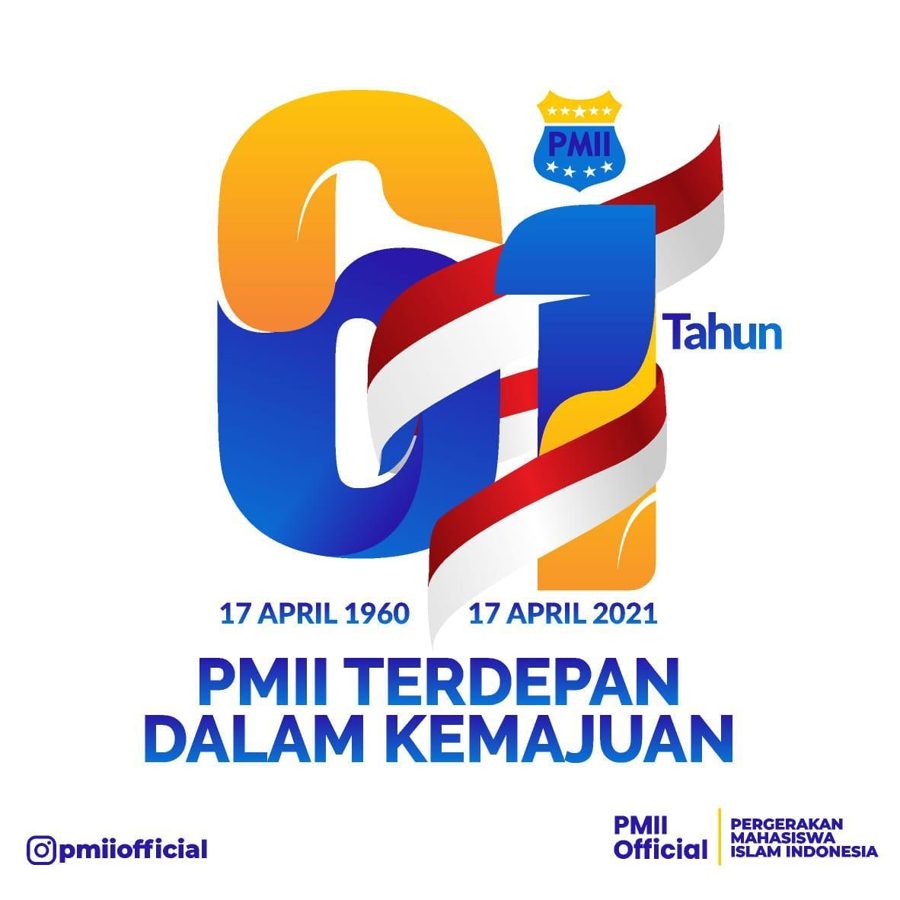 PMII
61
Tahun
17 APRIL 1960
17 APRIL 2021
PMII TERDEPAN
DALAM KEMAJUAN
pmiiofficial
PMII
Official
PERGERAKAN
MAHASISWA
ISLAM INDONESIA